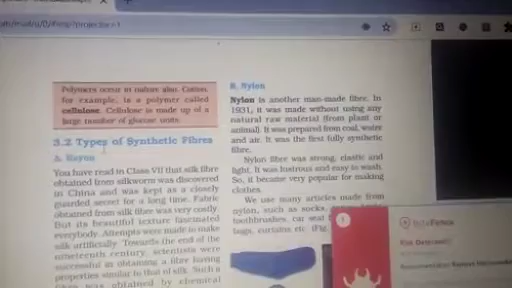 Polymers occur in nature also. Cotton,
for example, is a polymer called
cellulose. Cellulose is made up of a
large number of glucose units.
3.2 Types of Synthetic Fibres
A. Rayon
You have read in Class VII that silk fibre
obtained from silkworm was discovered
in China and was kept as a closely
guarded secret for a long time. Fabric
obtained from silk fibre was very costly.
But its beautiful texture fascinated
everybody. Attempts were made to make
silk artificially. Towards the end of the
nineteenth century, scientists were
successful in obtaining a fibre having
properties similar to that of silk. Such a
was obtained by chemical
B. Nylon
Nylon is another man-made fibre. In
1931, it was made without using any
natural raw material (from plant or
animal). It was prepared from coal, water
and air. It was the first fully synthetic
fibre.
Nylon fibre was strong, elastic and
light. It was lustrous and easy to wash.
So, it became very popular for making
clothes.
We use many articles made from
nylon, such as socks,
toothbrushes, car seat
bags, curtains etc. (Fig.